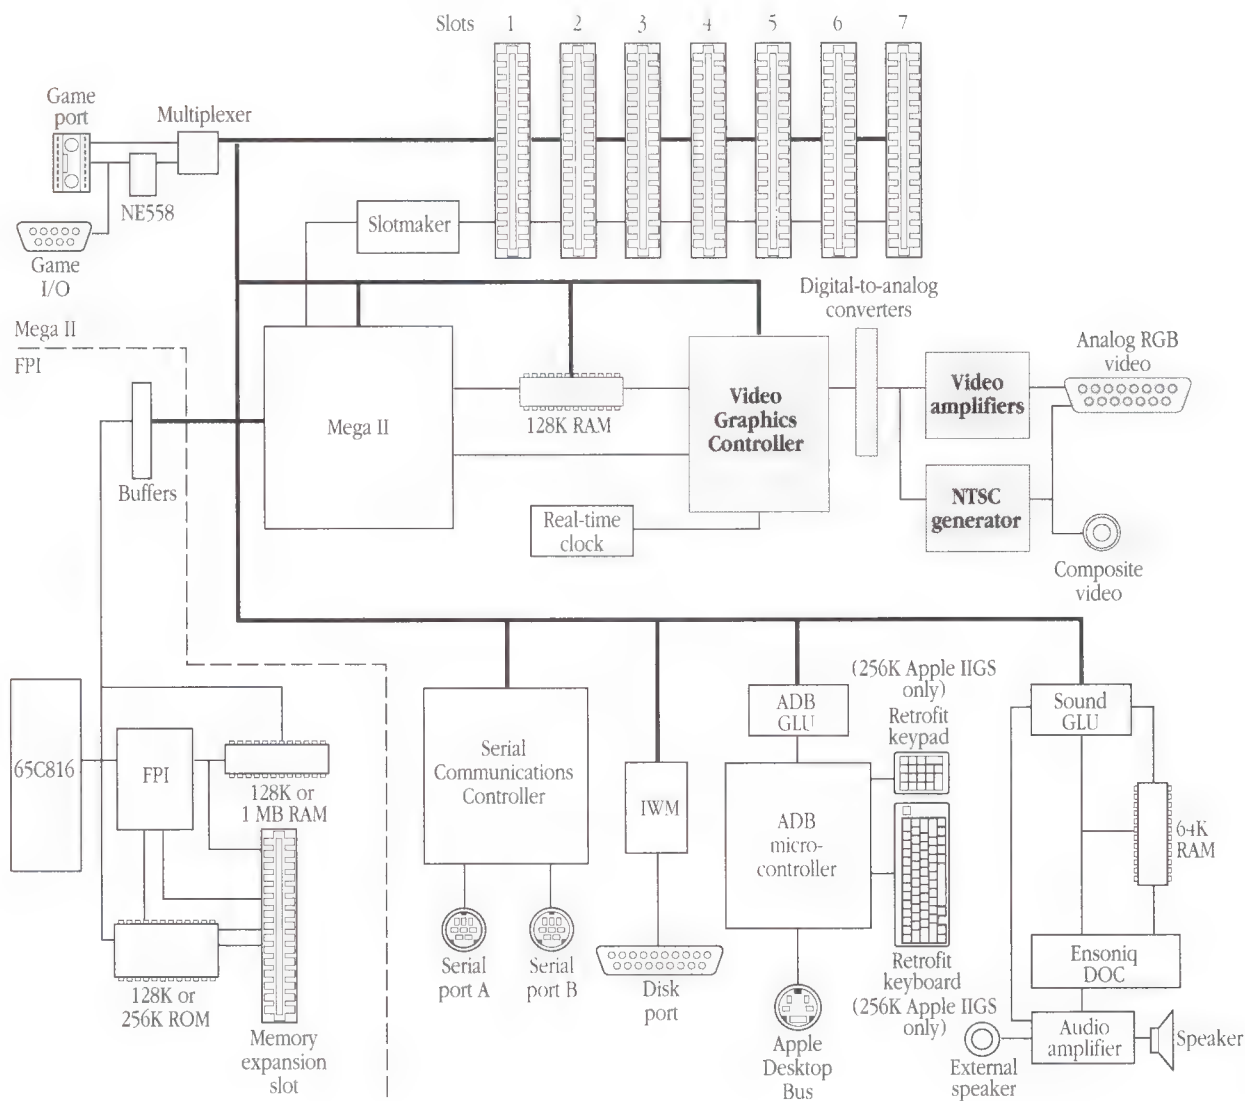 Slots 1 2 3 4 5 6 7
Game
port
Multiplexer
NE558
Slotmaker
Game
I/O
Digital-to-analog
converters
Mega II
FPI
Analog RGB
video
Video
amplifiers
Mega II
128K RAM
Video
Graphics
Controller
Buffers
NTSC
generator
Real-time
clock
Composite
video
(256K Apple IIGS
only)
Retrofit
keypad
ADB
GLU
Sound
GLU
65C816
FPI
128K or
1 MB RAM
Serial
Communications
Controller
IWM
ADB
micro-
controller
64K
RAM
Serial
port A
Serial
port B
Disk
port
Retrofit
keyboard
(256K Apple IIGS
only)
Ensoniq
DOC
128K or
256K ROM
Memory
expansion
slot
Apple
Desktop
Bus
External
speaker
Audio
amplifier
Speaker